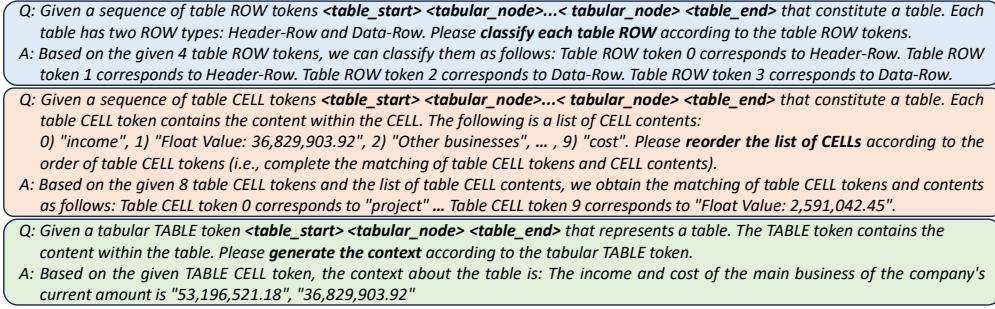 Q: Given a sequence of table ROW tokens <table_start> <tabular_node>...< tabular_node> <table_end> that constitute a table. Each
table has two ROW types: Header-Row and Data-Row. Please classify each table ROW according to the table ROW tokens.
A: Based on the given 4 table ROW tokens, we can classify them as follows: Table ROW token 0 corresponds to Header-Row. Table ROW
token 1 corresponds to Header-Row. Table ROW token 2 corresponds to Data-Row. Table ROW token 3 corresponds to Data-Row.
Q: Given a sequence of table CELL tokens <table_start> <tabular_node>...< tabular_node> <table_end> that constitute a table. Each
table CELL token contains the content within the CELL. The following is a list of CELL contents:
0) "income", 1) "Float Value: 36,829,903.92", 2) "Other businesses", ... , 9) "cost". Please reorder the list of CELLs according to the
order of table CELL tokens (i.e., complete the matching of table CELL tokens and CELL contents).
A: Based on the given 8 table CELL tokens and the list of table CELL contents, we obtain the matching of table CELL tokens and contents
as follows: Table CELL token 0 corresponds to "project" ... Table CELL token 9 corresponds to "Float Value: 2,591,042.45".
Q: Given a tabular TABLE token <table_start> <tabular_node> <table_end> that represents a table. The TABLE token contains the
content within the table. Please generate the context according to the tabular TABLE token.
A: Based on the given TABLE CELL token, the context about the table is: The income and cost of the main business of the company's
current amount is "53,196,521.18", "36,829,903.92"